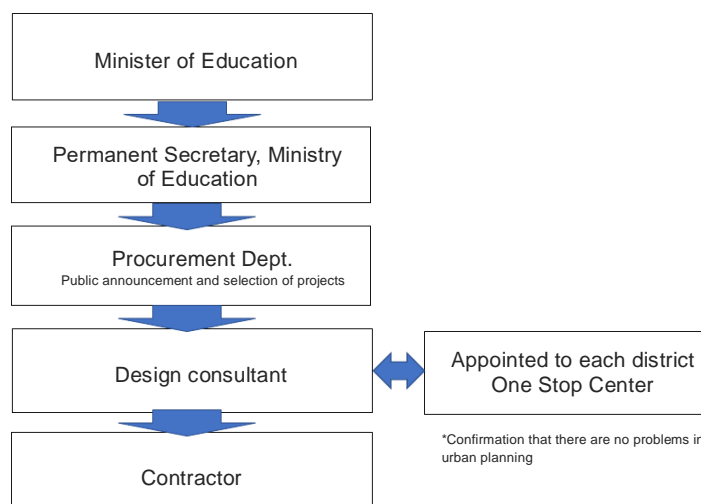 Minister of Education
Permanent Secretary, Ministry
of Education
Procurement Dept.
Public announcement and selection of projects
Design consultant
Appointed to each district
One Stop Center
*Confirmation that there are no problems in
urban planning
Contractor